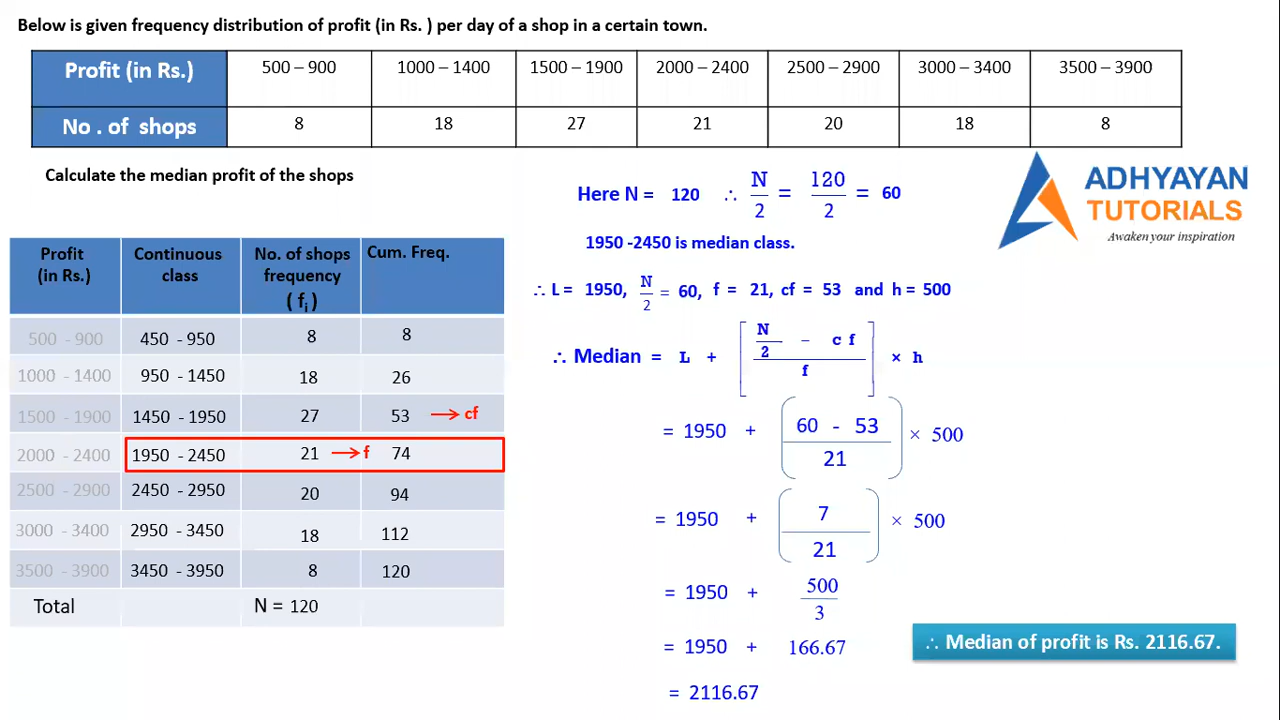 Below is given frequency distribution of profit (in Rs. ) per day of a shop in a certain town.
Profit (in Rs.) 500 – 900 1000 – 1400 1500 – 1900 2000 – 2400 2500 – 2900 3000 – 3400 3500 – 3900
No . of shops 8 18 27 21 20 18 8
Calculate the median profit of the shops
ADHYAYAN
TUTORIALS
Awaken your inspiration
Profit (in Rs.) Continuous class No. of shops frequency ( fi ) Cum. Freq.
500 - 900 450 - 950 8 8
1000 - 1400 950 - 1450 18 26
1500 - 1900 1450 - 1950 27 53 → cf
2000 - 2400 1950 - 2450 21 → f 74
2500 - 2900 2450 - 2950 20 94
3000 - 3400 2950 - 3450 18 112
3500 - 3900 3450 - 3950 8 120
Total N = 120
Here N = 120 ∴ N/2 = 120/2 = 60
1950 -2450 is median class.
∴ L = 1950, N/2 = 60, f = 21, cf = 53 and h = 500
∴ Median = L + [ (N/2 – c f) / f ] × h
= 1950 + ( (60 - 53) / 21 ) × 500
= 1950 + ( 7 / 21 ) × 500
= 1950 + 500/3
= 1950 + 166.67
= 2116.67
∴ Median of profit is Rs. 2116.67.